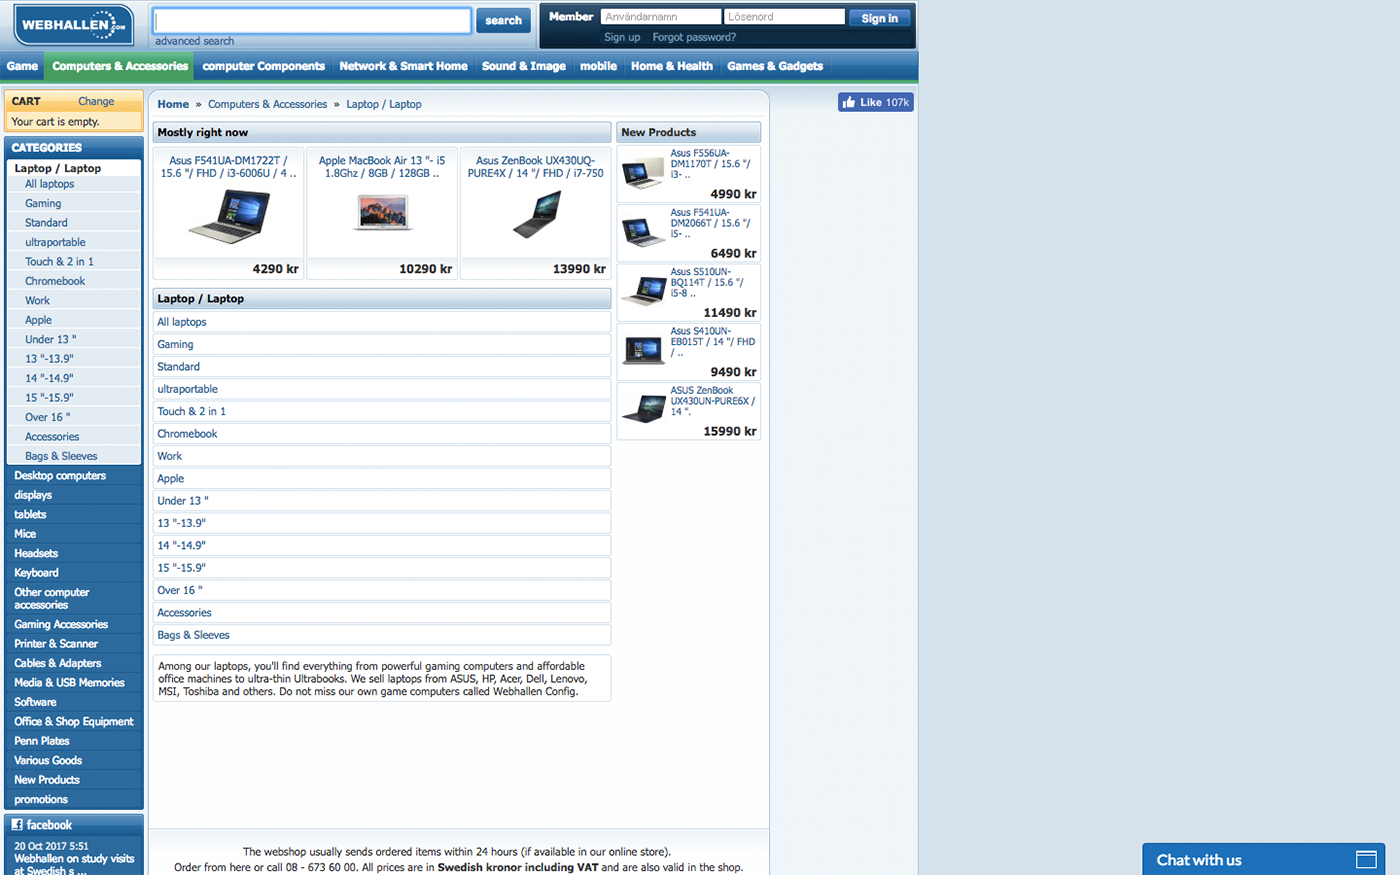 WEBHALLEN.COM
search
advanced search
Member
Användarnamn
Lösenord
Sign in
Sign up
Forgot password?
Game
Computers & Accessories
computer Components
Network & Smart Home
Sound & Image
mobile
Home & Health
Games & Gadgets
CART
Change
Your cart is empty.
CATEGORIES
Laptop / Laptop
All laptops
Gaming
Standard
ultraportable
Touch & 2 in 1
Chromebook
Work
Apple
Under 13 "
13 "-13.9"
14 "-14.9"
15 "-15.9"
Over 16 "
Accessories
Bags & Sleeves
Desktop computers
displays
tablets
Mice
Headsets
Keyboard
Other computer
accessories
Gaming Accessories
Printer & Scanner
Cables & Adapters
Media & USB Memories
Software
Office & Shop Equipment
Penn Plates
Various Goods
New Products
promotions
facebook
20 Oct 2017 5:51
Webhallen on study visits
at Swedish s ...
Home » Computers & Accessories » Laptop / Laptop
Mostly right now
Asus F541UA-DM1722T /
15.6 "/ FHD / i3-6006U / 4 ..
4290 kr
Apple MacBook Air 13 "- i5
1.8Ghz / 8GB / 128GB ..
10290 kr
Asus ZenBook UX430UQ-
PURE4X / 14 "/ FHD / i7-750
13990 kr
Laptop / Laptop
All laptops
Gaming
Standard
ultraportable
Touch & 2 in 1
Chromebook
Work
Apple
Under 13 "
13 "-13.9"
14 "-14.9"
15 "-15.9"
Over 16 "
Accessories
Bags & Sleeves
Among our laptops, you'll find everything from powerful gaming computers and affordable
office machines to ultra-thin Ultrabooks. We sell laptops from ASUS, HP, Acer, Dell, Lenovo,
MSI, Toshiba and others. Do not miss our own game computers called Webhallen Config.
New Products
Asus F556UA-
DM1170T / 15.6 "/
i3- ..
4990 kr
Asus F541UA-
DM2066T / 15.6 "/
i5- ..
6490 kr
Asus S510UN-
BQ114T / 15.6 "/
i5-8 ..
11490 kr
Asus S410UN-
EB015T / 14 "/ FHD
/ ..
9490 kr
ASUS ZenBook
UX430UN-PURE6X /
14 ".
15990 kr
Like 107k
The webshop usually sends ordered items within 24 hours (if available in our online store).
Order from here or call 08 - 673 60 00. All prices are in Swedish kronor including VAT and are also valid in the shop.
Chat with us